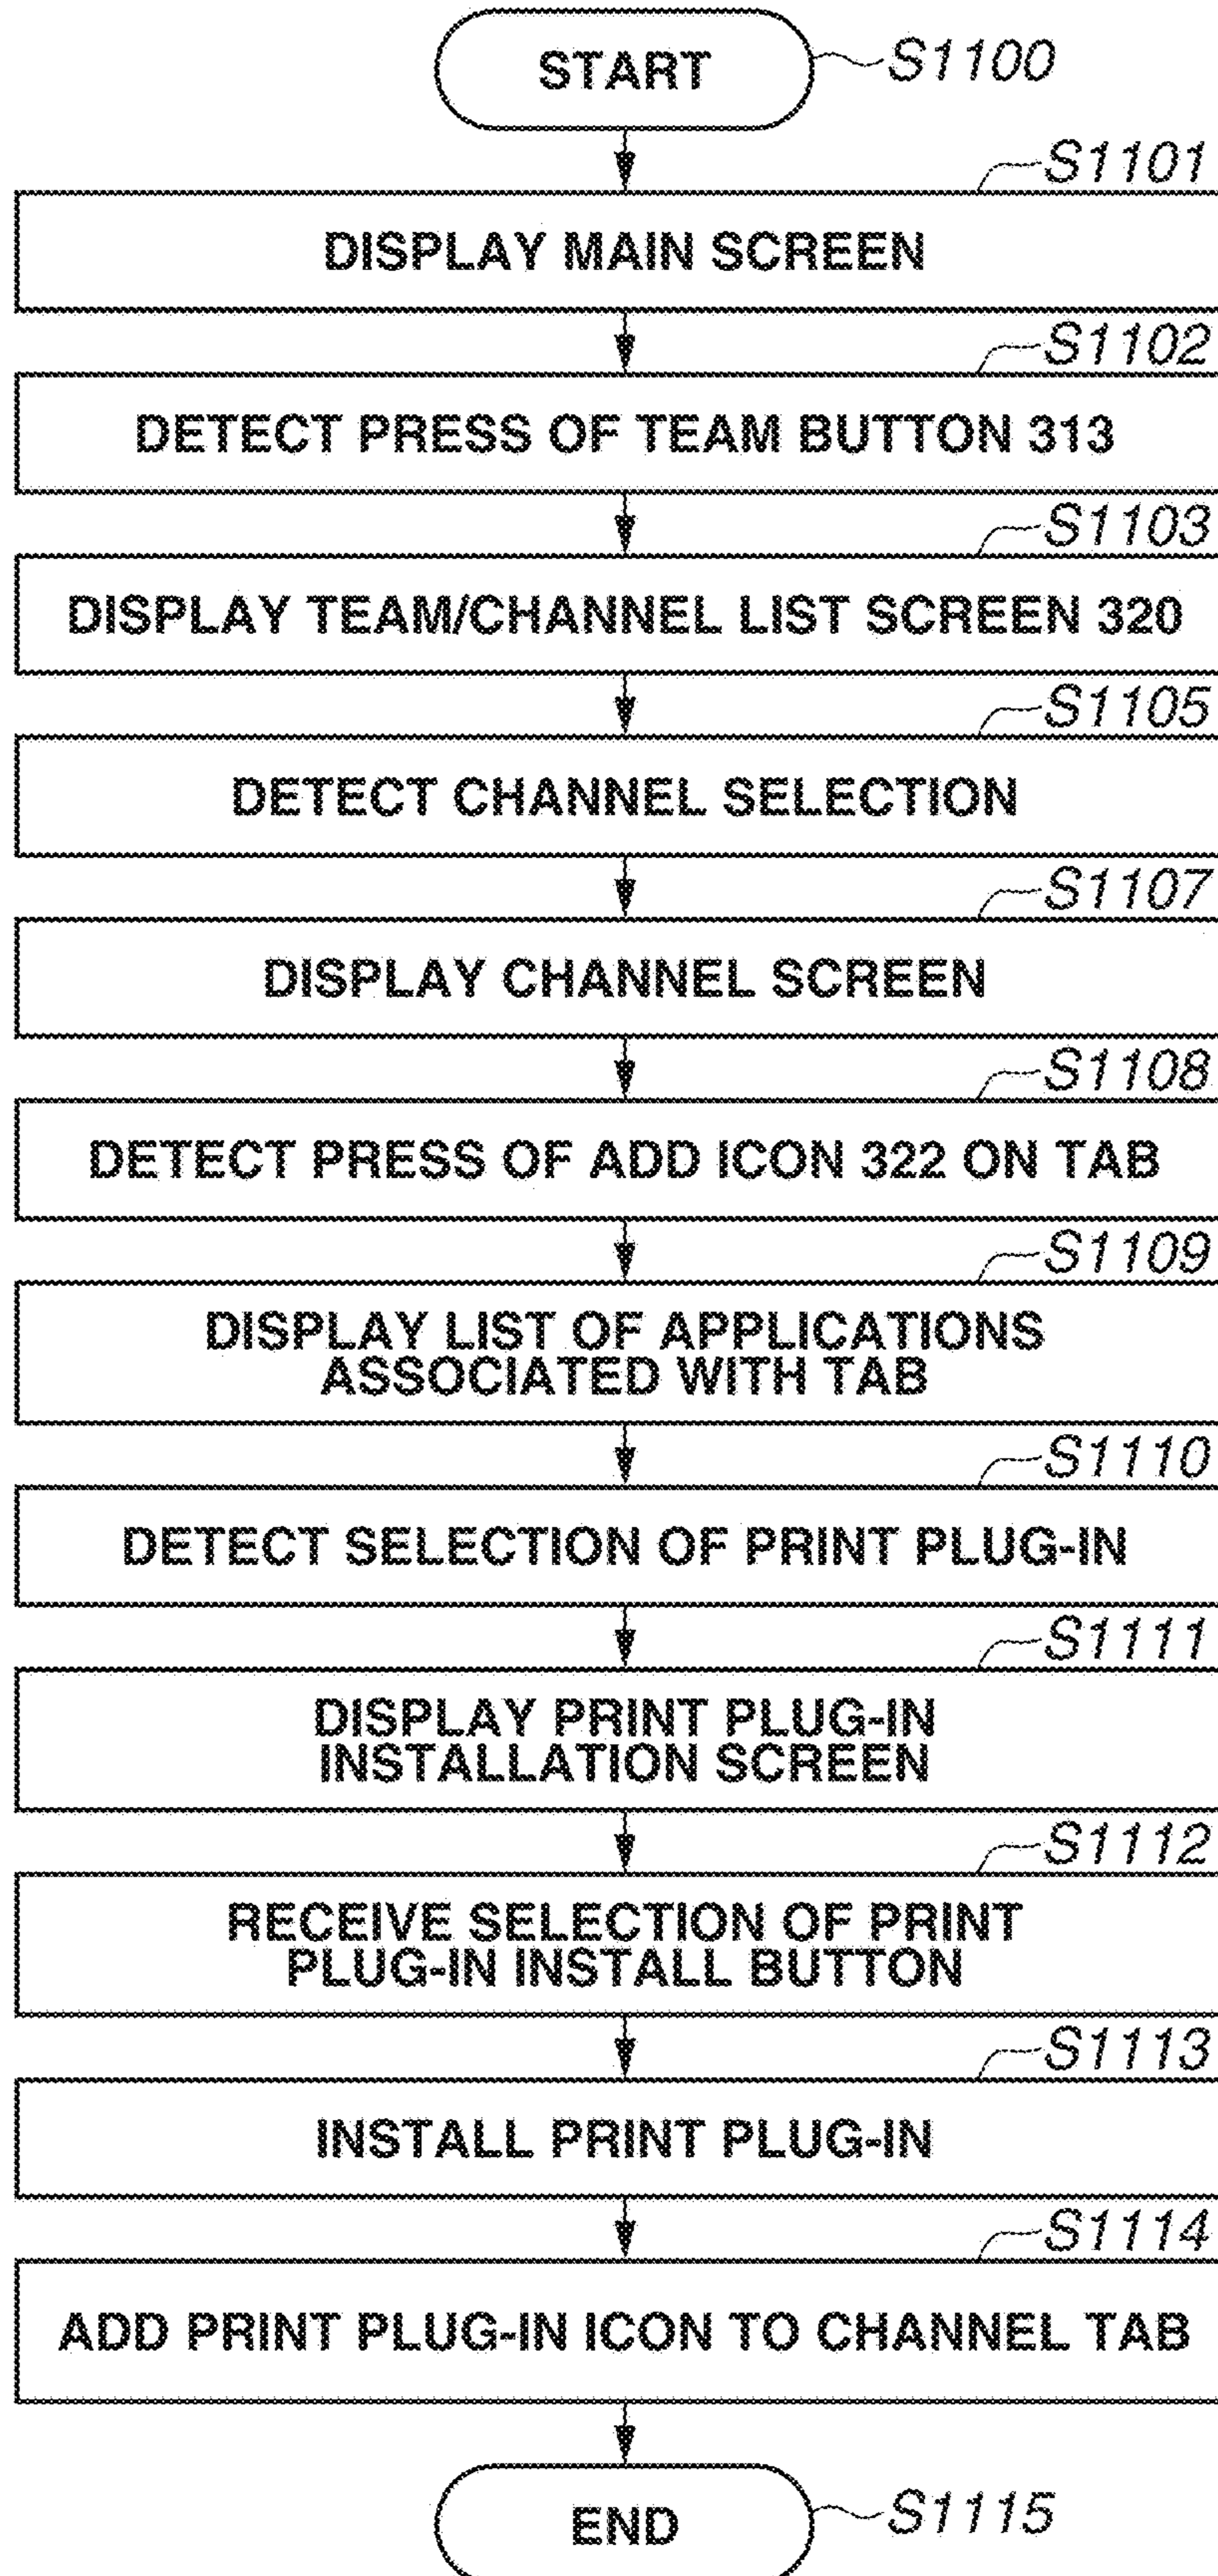 START
S1100
S1101
DISPLAY MAIN SCREEN
S1102
DETECT PRESS OF TEAM BUTTON 313
S1103
DISPLAY TEAM/CHANNEL LIST SCREEN 320
S1105
DETECT CHANNEL SELECTION
S1107
DISPLAY CHANNEL SCREEN
S1108
DETECT PRESS OF ADD ICON 322 ON TAB
S1109
DISPLAY LIST OF APPLICATIONS
ASSOCIATED WITH TAB
S1110
DETECT SELECTION OF PRINT PLUG-IN
S1111
DISPLAY PRINT PLUG-IN
INSTALLATION SCREEN
S1112
RECEIVE SELECTION OF PRINT
PLUG-IN INSTALL BUTTON
S1113
INSTALL PRINT PLUG-IN
S1114
ADD PRINT PLUG-IN ICON TO CHANNEL TAB
END
S1115